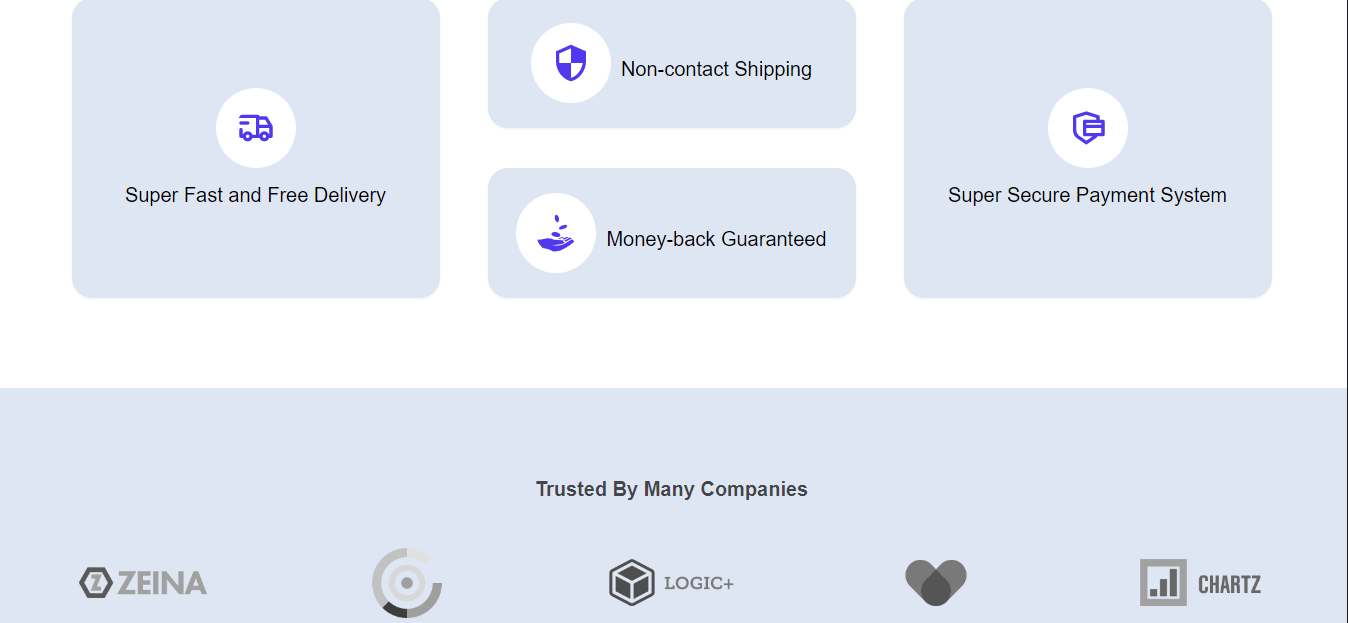 Super Fast and Free Delivery
Non-contact Shipping
Money-back Guaranteed
Super Secure Payment System
Trusted By Many Companies
Z ZEINA
LOGIC+
CHARTZ